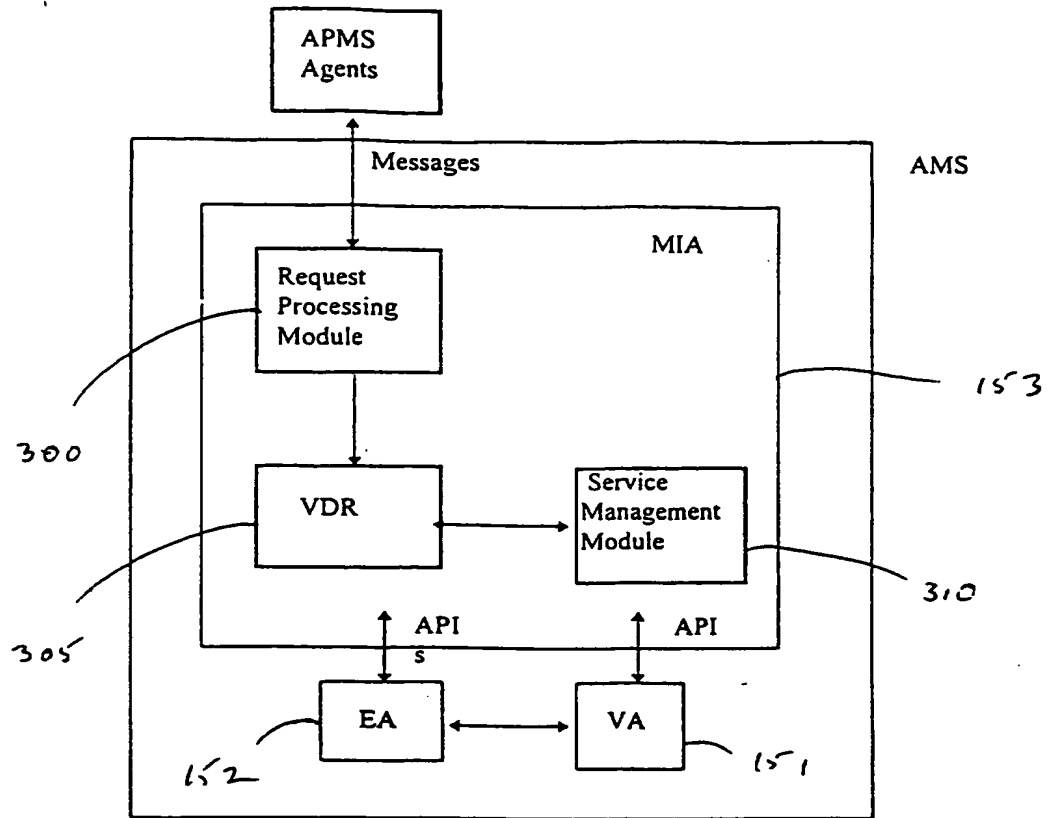 APMS
Agents
Messages
AMS
MIA
Request
Processing
Module
153
300
VDR
Service
Management
Module
310
305
API
s
API
EA
VA
152
151